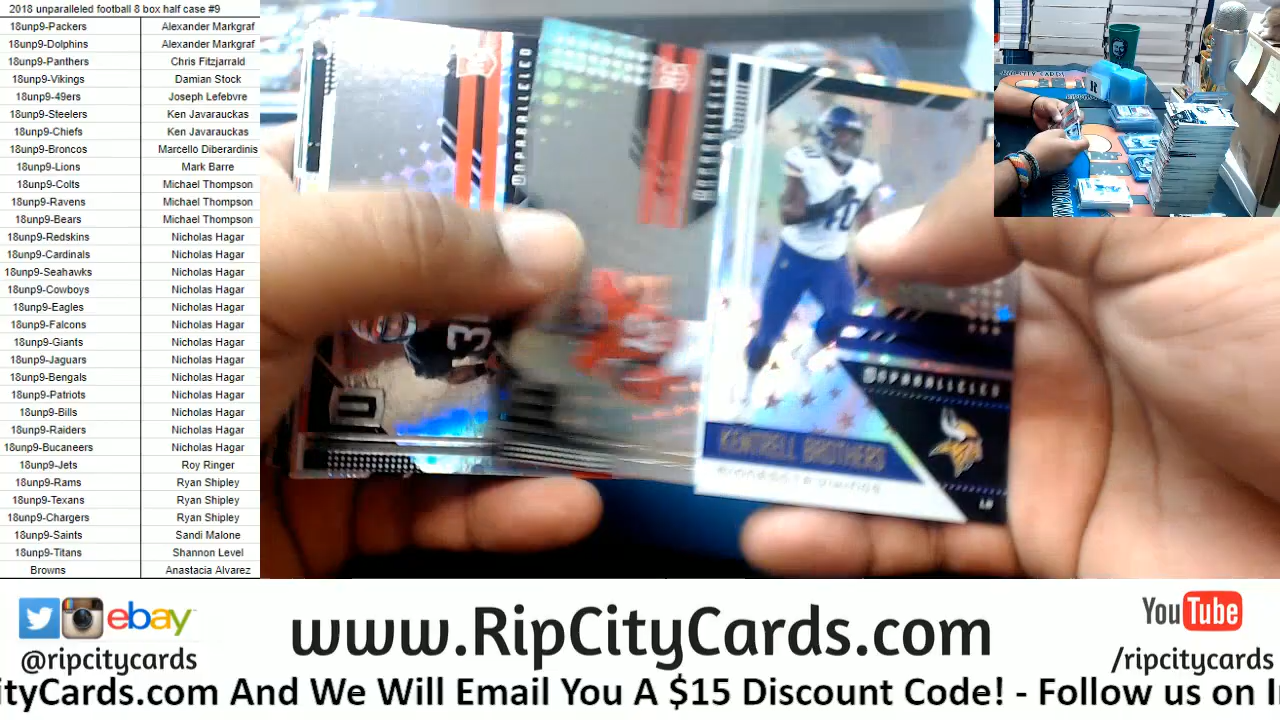 2018 unparalleled football 8 box half case #9
18unp9-Packers Alexander Markgraf
18unp9-Dolphins Alexander Markgraf
18unp9-Panthers Chris Fitzjarrald
18unp9-Vikings Damian Stock
18unp9-49ers Joseph Lefebvre
18unp9-Steelers Ken Javarauckas
18unp9-Chiefs Ken Javarauckas
18unp9-Broncos Marcello Diberardinis
18unp9-Lions Mark Barre
18unp9-Colts Michael Thompson
18unp9-Ravens Michael Thompson
18unp9-Bears Michael Thompson
18unp9-Redskins Nicholas Hagar
18unp9-Cardinals Nicholas Hagar
18unp9-Seahawks Nicholas Hagar
18unp9-Cowboys Nicholas Hagar
18unp9-Eagles Nicholas Hagar
18unp9-Falcons Nicholas Hagar
18unp9-Giants Nicholas Hagar
18unp9-Jaguars Nicholas Hagar
18unp9-Bengals Nicholas Hagar
18unp9-Patriots Nicholas Hagar
18unp9-Bills Nicholas Hagar
18unp9-Raiders Nicholas Hagar
18unp9-Bucaneers Nicholas Hagar
18unp9-Jets Roy Ringer
18unp9-Rams Ryan Shipley
18unp9-Texans Ryan Shipley
18unp9-Chargers Ryan Shipley
18unp9-Saints Sandi Malone
18unp9-Titans Shannon Level
Browns Anastacia Alvarez
UNPARALLELED
UNPARALLELED
UNPARALLELED
40
KENTRELL BROTHERS
MINNESOTA VIKINGS
LB
ebay
@ripcitycards
www.RipCityCards.com
YouTube
/ripcitycards
ityCards.com And We Will Email You A $15 Discount Code! - Follow us on I